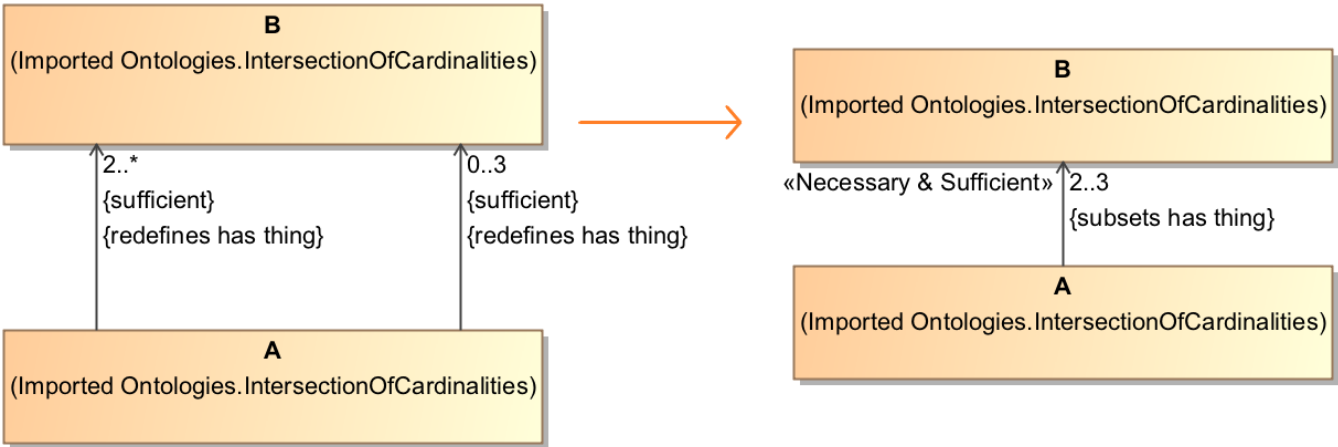 B
(Imported Ontologies.IntersectionOfCardinalities)
2..*
{sufficient}
{redefines has thing}
0..3
{sufficient}
{redefines has thing}
A
(Imported Ontologies.IntersectionOfCardinalities)
B
(Imported Ontologies.IntersectionOfCardinalities)
«Necessary & Sufficient»
2..3
{subsets has thing}
A
(Imported Ontologies.IntersectionOfCardinalities)